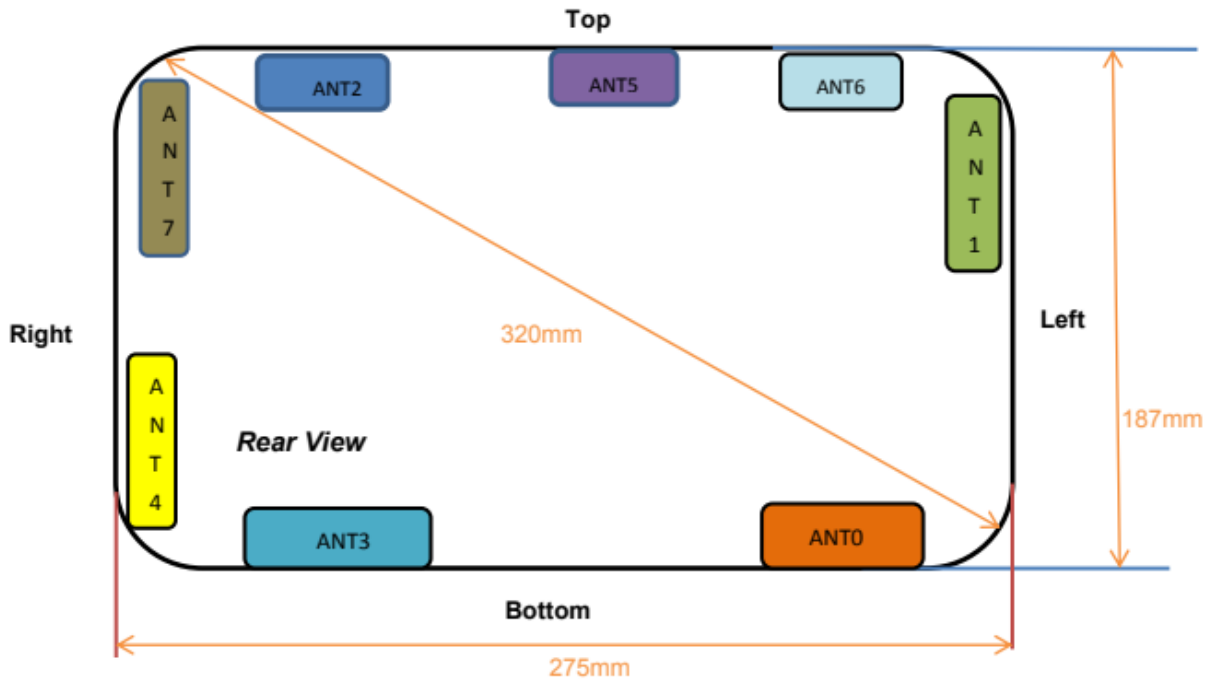 Top
ANT2
ANT5
ANT6
A
N
T
7
A
N
T
1
320mm
Right
Left
A
N
T
4
Rear View
187mm
ANT3
ANT0
Bottom
275mm